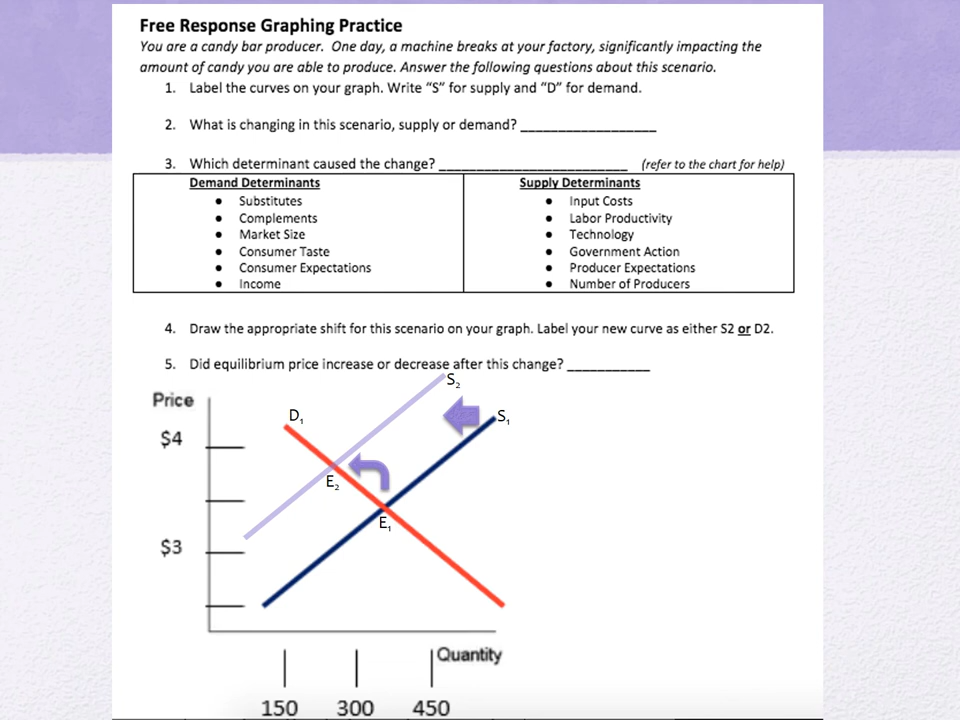 Free Response Graphing Practice
You are a candy bar producer. One day, a machine breaks at your factory, significantly impacting the
amount of candy you are able to produce. Answer the following questions about this scenario.
1. Label the curves on your graph. Write "S" for supply and "D" for demand.
2. What is changing in this scenario, supply or demand? ___________________
3. Which determinant caused the change? ___________________________ (refer to the chart for help)
Demand Determinants
• Substitutes
• Complements
• Market Size
• Consumer Taste
• Consumer Expectations
• Income
Supply Determinants
• Input Costs
• Labor Productivity
• Technology
• Government Action
• Producer Expectations
• Number of Producers
4. Draw the appropriate shift for this scenario on your graph. Label your new curve as either S2 or D2.
5. Did equilibrium price increase or decrease after this change? ____________
S₂
Price
D₁
S₁
$4
E₂
E₁
$3
Quantity
150 300 450